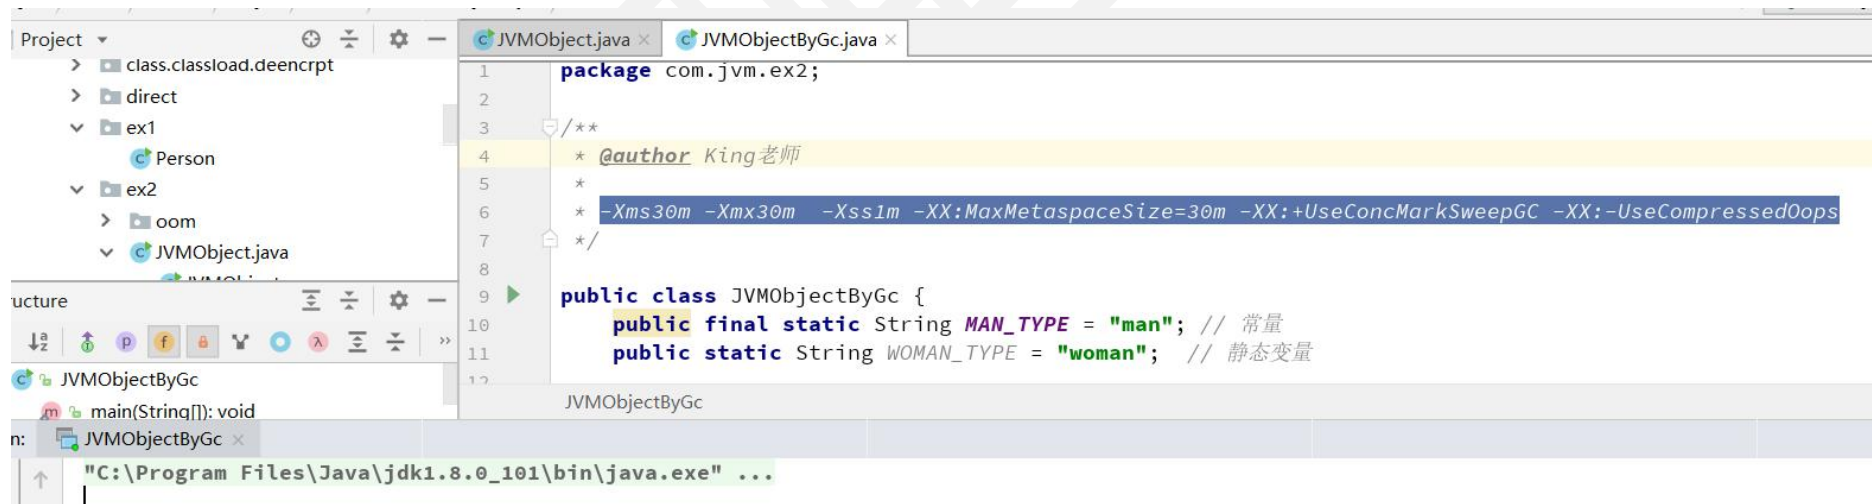 Project
class.classload.deencrpt
direct
ex1
Person
ex2
oom
JVMObject.java
ucture
JVMObjectByGc
main(String[]): void
JVMObject.java
JVMObjectByGc.java
1 package com.jvm.ex2;
2
3 /**
4 * @author King老师
5 *
6 * -Xms30m -Xmx30m -Xss1m -XX:MaxMetaspaceSize=30m -XX:+UseConcMarkSweepGC -XX:-UseCompressedOops
7 */
8
9 public class JVMObjectByGc {
10 public final static String MAN_TYPE = "man"; // 常量
11 public static String WOMAN_TYPE = "woman"; // 静态变量
12
JVMObjectByGc
n: JVMObjectByGc
"C:\Program Files\Java\jdk1.8.0_101\bin\java.exe" ...